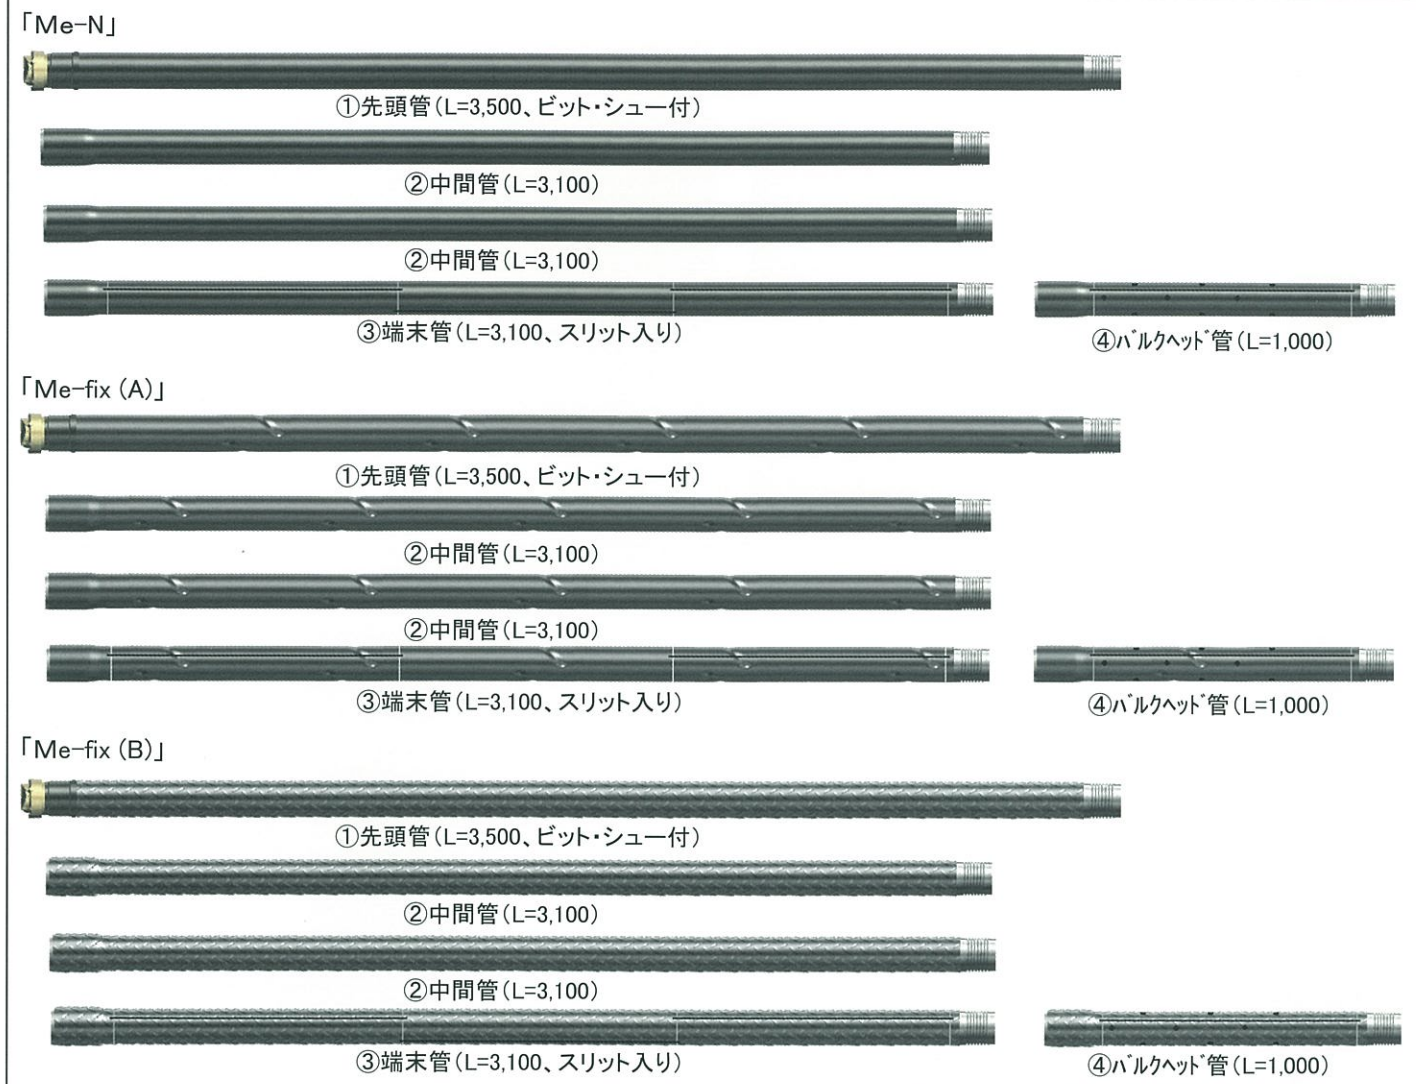 「Me-N」
①先頭管(L=3,500、ビット・シュー付)
②中間管(L=3,100)
②中間管(L=3,100)
③端末管(L=3,100、スリット入り)
④バルクヘッド管(L=1,000)
「Me-fix (A)」
①先頭管(L=3,500、ビット・シュー付)
②中間管(L=3,100)
②中間管(L=3,100)
③端末管(L=3,100、スリット入り)
④バルクヘッド管(L=1,000)
「Me-fix (B)」
①先頭管(L=3,500、ビット・シュー付)
②中間管(L=3,100)
②中間管(L=3,100)
③端末管(L=3,100、スリット入り)
④バルクヘッド管(L=1,000)